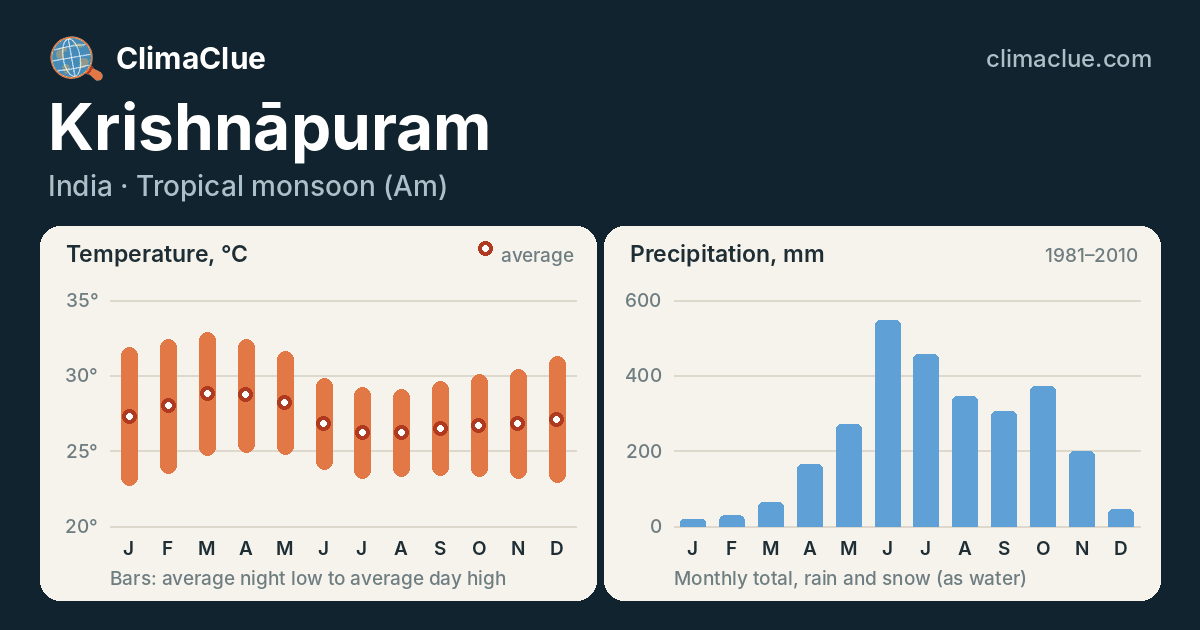 ClimaClue
climaclue.com
Krishnāpuram
India · Tropical monsoon (Am)
Temperature, °C
average
35°
30°
25°
20°
J F M A M J J A S O N D
Bars: average night low to average day high
Precipitation, mm
1981–2010
600
400
200
0
J F M A M J J A S O N D
Monthly total, rain and snow (as water)